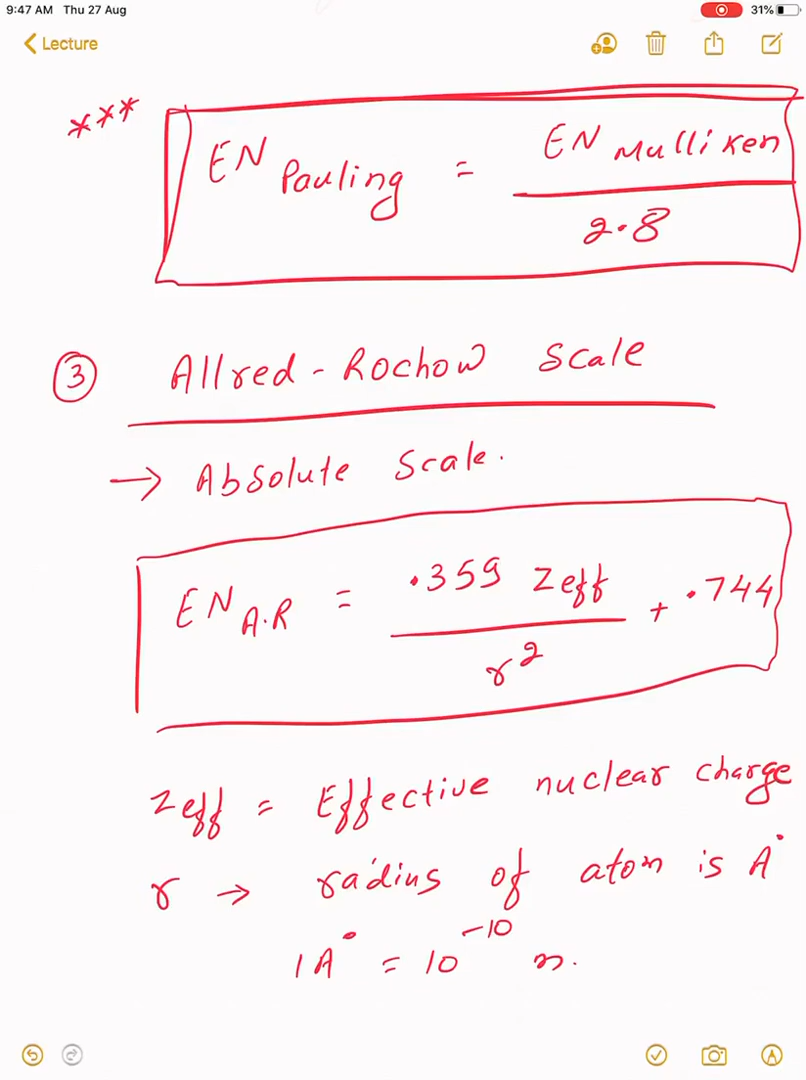 9:47 AM Thu 27 Aug 31%
Lecture
***
EN Pauling = EN Mulliken / 2.8
③ Allred-Rochow Scale
→ Absolute Scale.
EN A.R = .359 Zeff / r² + .744
Zeff = Effective nuclear charge
r → radius of atom is A°
1A° = 10⁻¹⁰ m.